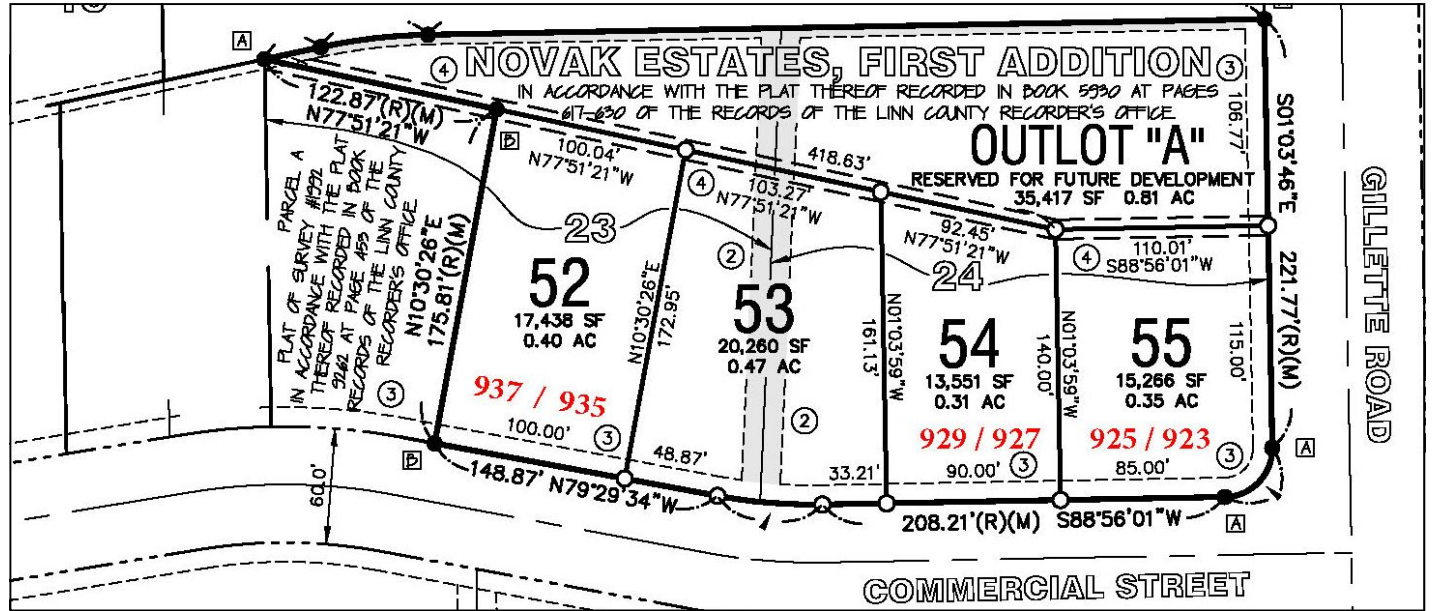 A
4 NOVAK ESTATES, FIRST ADDITION 3
IN ACCORDANCE WITH THE PLAT THEREOF RECORDED IN BOOK 5930 AT PAGES
617-630 OF THE RECORDS OF THE LINN COUNTY RECORDER'S OFFICE
OUTLOT "A"
RESERVED FOR FUTURE DEVELOPMENT
35,417 SF 0.81 AC
106.77'
S01°03'46"E
GILLETTE ROAD
221.77'(R)(M)
122.87'(R)(M)
N77°51'21"W
B
100.04'
N77°51'21"W
4
103.27'
N77°51'21"W
418.63'
92.45'
N77°51'21"W
4
110.01'
S88°56'01"W
PARCEL A
PLAT OF SURVEY #1992
IN ACCORDANCE WITH THE PLAT
THEREOF RECORDED IN BOOK
9262 AT PAGE 453 OF THE
RECORDS OF THE LINN COUNTY
RECORDER'S OFFICE
3
N10°30'26"E
175.81'(R)(M)
23
52
17,438 SF
0.40 AC
937 / 935
100.00'
3
N10°30'26"E
172.95'
2
53
20,260 SF
0.47 AC
2
48.87'
33.21'
N01°03'59"W
161.13'
24
54
13,551 SF
0.31 AC
929 / 927
90.00'
3
N01°03'59"W
140.00'
55
15,266 SF
0.35 AC
925 / 923
85.00'
3
115.00'
A
B
148.87' N79°29'34"W
208.21'(R)(M) S88°56'01"W
A
60.0'
COMMERCIAL STREET